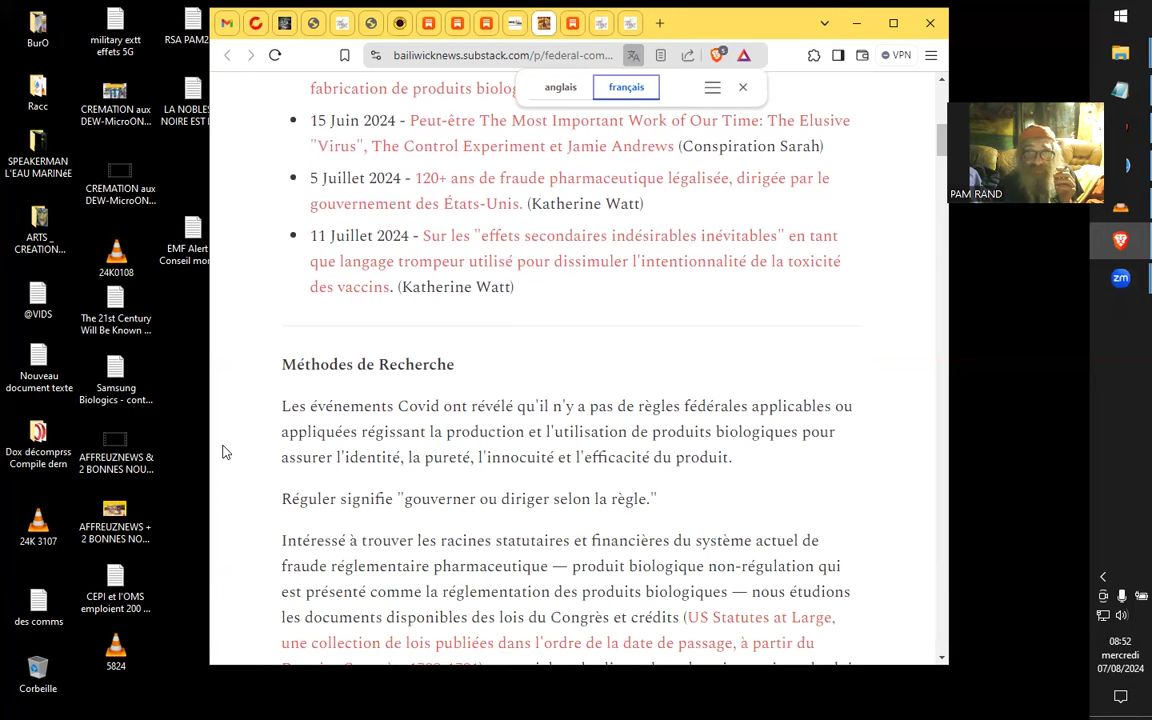 BurO
military extt
effets 5G
RSA PAM2
Racc
CREMATION aux
DEW-MicroON...
LA NOBLES
NOIRE EST I
SPEAKERMAN
L'EAU MARINéE
CREMATION aux
DEW-MicroON...
ARTS _
CREATION...
24K0108
EMF Alert
Conseil mor
@VIDS
The 21st Century
Will Be Known ...
Nouveau
document texte
Samsung
Biologics - cont...
Dox décomprss
Compile dern
AFFREUZNEWS &
2 BONNES NOU...
24K 3107
AFFREUZNEWS +
2 BONNES NO...
des comms
CEPI et l'OMS
emploient 200 ...
Corbeille
5824
bailiwicknews.substack.com/p/federal-com...
VPN
anglais
français
fabrication de produits biolog
15 Juin 2024 - Peut-être The Most Important Work of Our Time: The Elusive
"Virus", The Control Experiment et Jamie Andrews (Conspiration Sarah)
5 Juillet 2024 - 120+ ans de fraude pharmaceutique légalisée, dirigée par le
gouvernement des États-Unis. (Katherine Watt)
11 Juillet 2024 - Sur les "effets secondaires indésirables inévitables" en tant
que langage trompeur utilisé pour dissimuler l'intentionnalité de la toxicité
des vaccins. (Katherine Watt)
Méthodes de Recherche
Les événements Covid ont révélé qu'il n'y a pas de règles fédérales applicables ou
appliquées régissant la production et l'utilisation de produits biologiques pour
assurer l'identité, la pureté, l'innocuité et l'efficacité du produit.
Réguler signifie "gouverner ou diriger selon la règle."
Intéressé à trouver les racines statutaires et financières du système actuel de
fraude réglementaire pharmaceutique — produit biologique non-régulation qui
est présenté comme la réglementation des produits biologiques — nous étudions
les documents disponibles des lois du Congrès et crédits (US Statutes at Large,
une collection de lois publiées dans l'ordre de la date de passage, à partir du
PAM RAND
zm
08:52
mercredi
07/08/2024